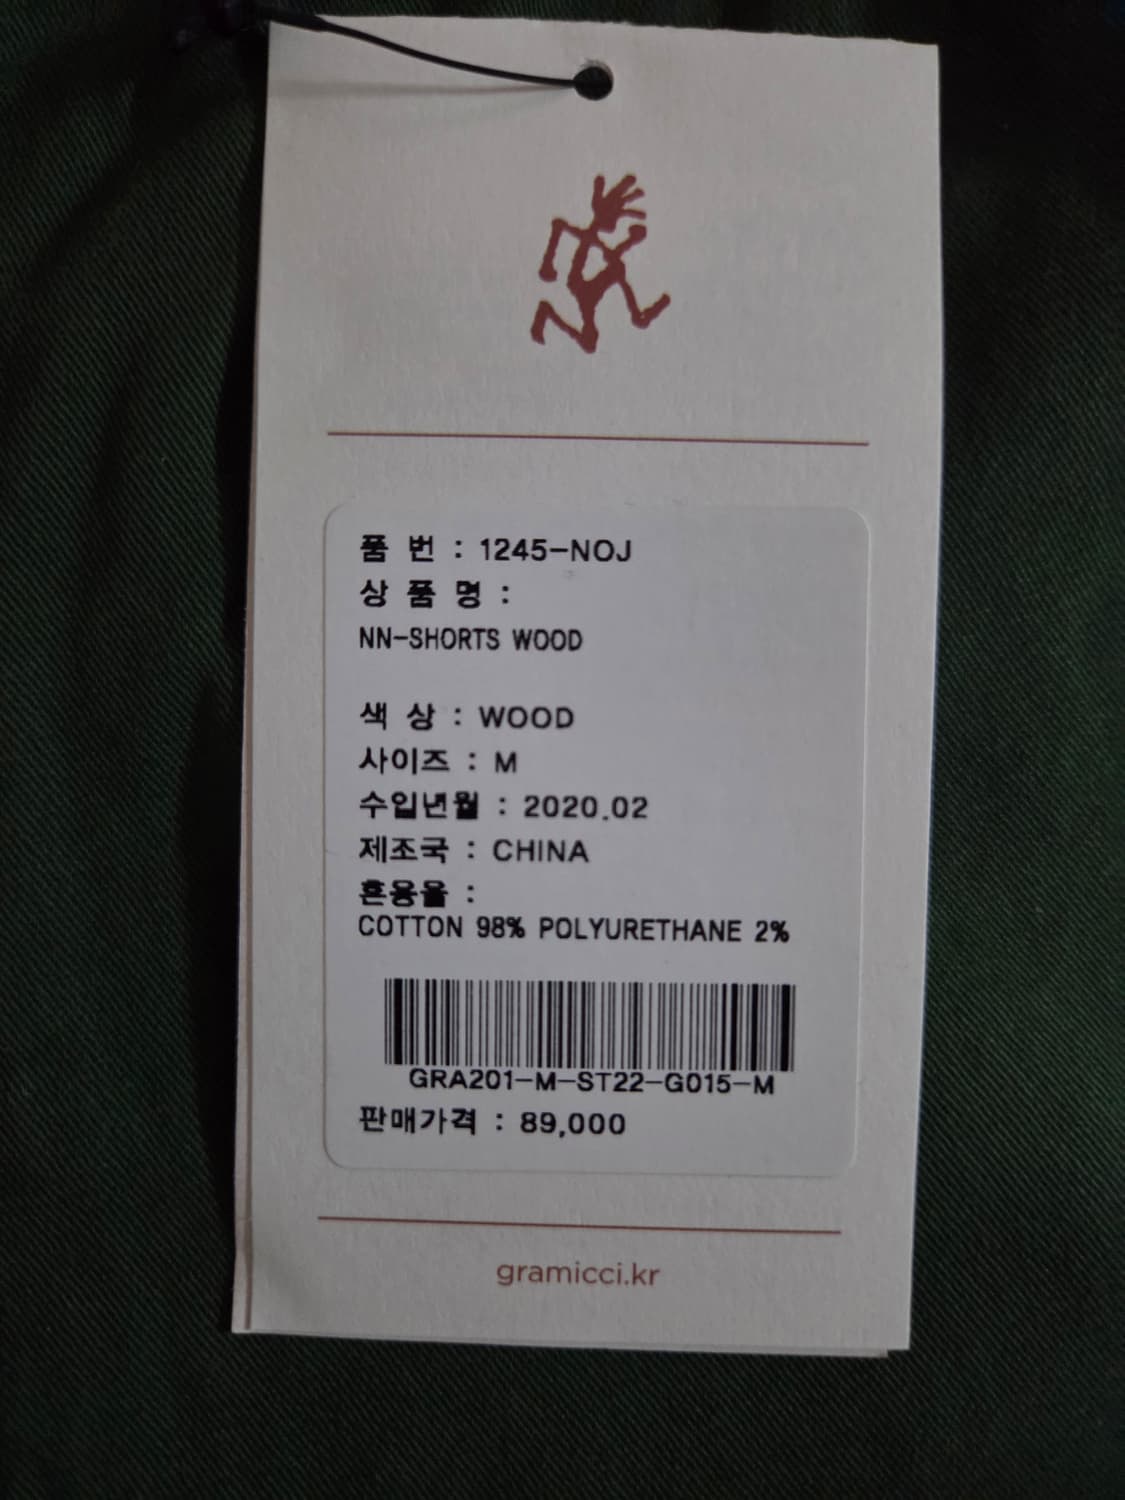 품 번 : 1245-NOJ
상 품 명 :
NN-SHORTS WOOD
색 상 : WOOD
사이즈 : M
수입년월 : 2020.02
제조국 : CHINA
혼용율 :
COTTON 98% POLYURETHANE 2%
GRA201-M-ST22-G015-M
판매가격 : 89,000
gramicci.kr